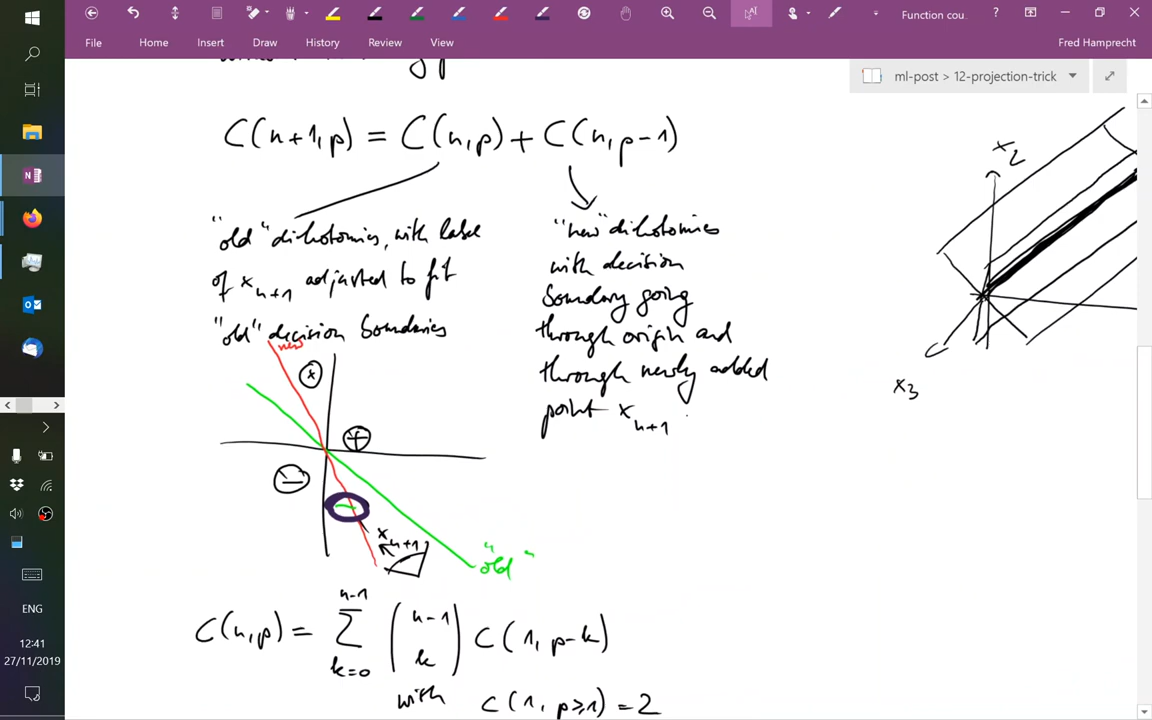 Function cou...
File Home Insert Draw History Review View
Fred Hamprecht
ml-post > 12-projection-trick
C(n+1,p) = C(n,p) + C(n,p-1)
"old" dichotomies, with label
of x_{n+1} adjusted to fit
"old" decision boundaries
"new" dichotomies
with decision
boundary going
through origin and
through newly added
point x_{n+1}.
new
+
+
−
−
x_{n+1}
"old"
x_2
x_3
C(n,p) = \sum_{k=0}^{n-1} \binom{n-1}{k} C(1, p-k)
with C(1, p≥1) = 2
ENG
12:41
27/11/2019